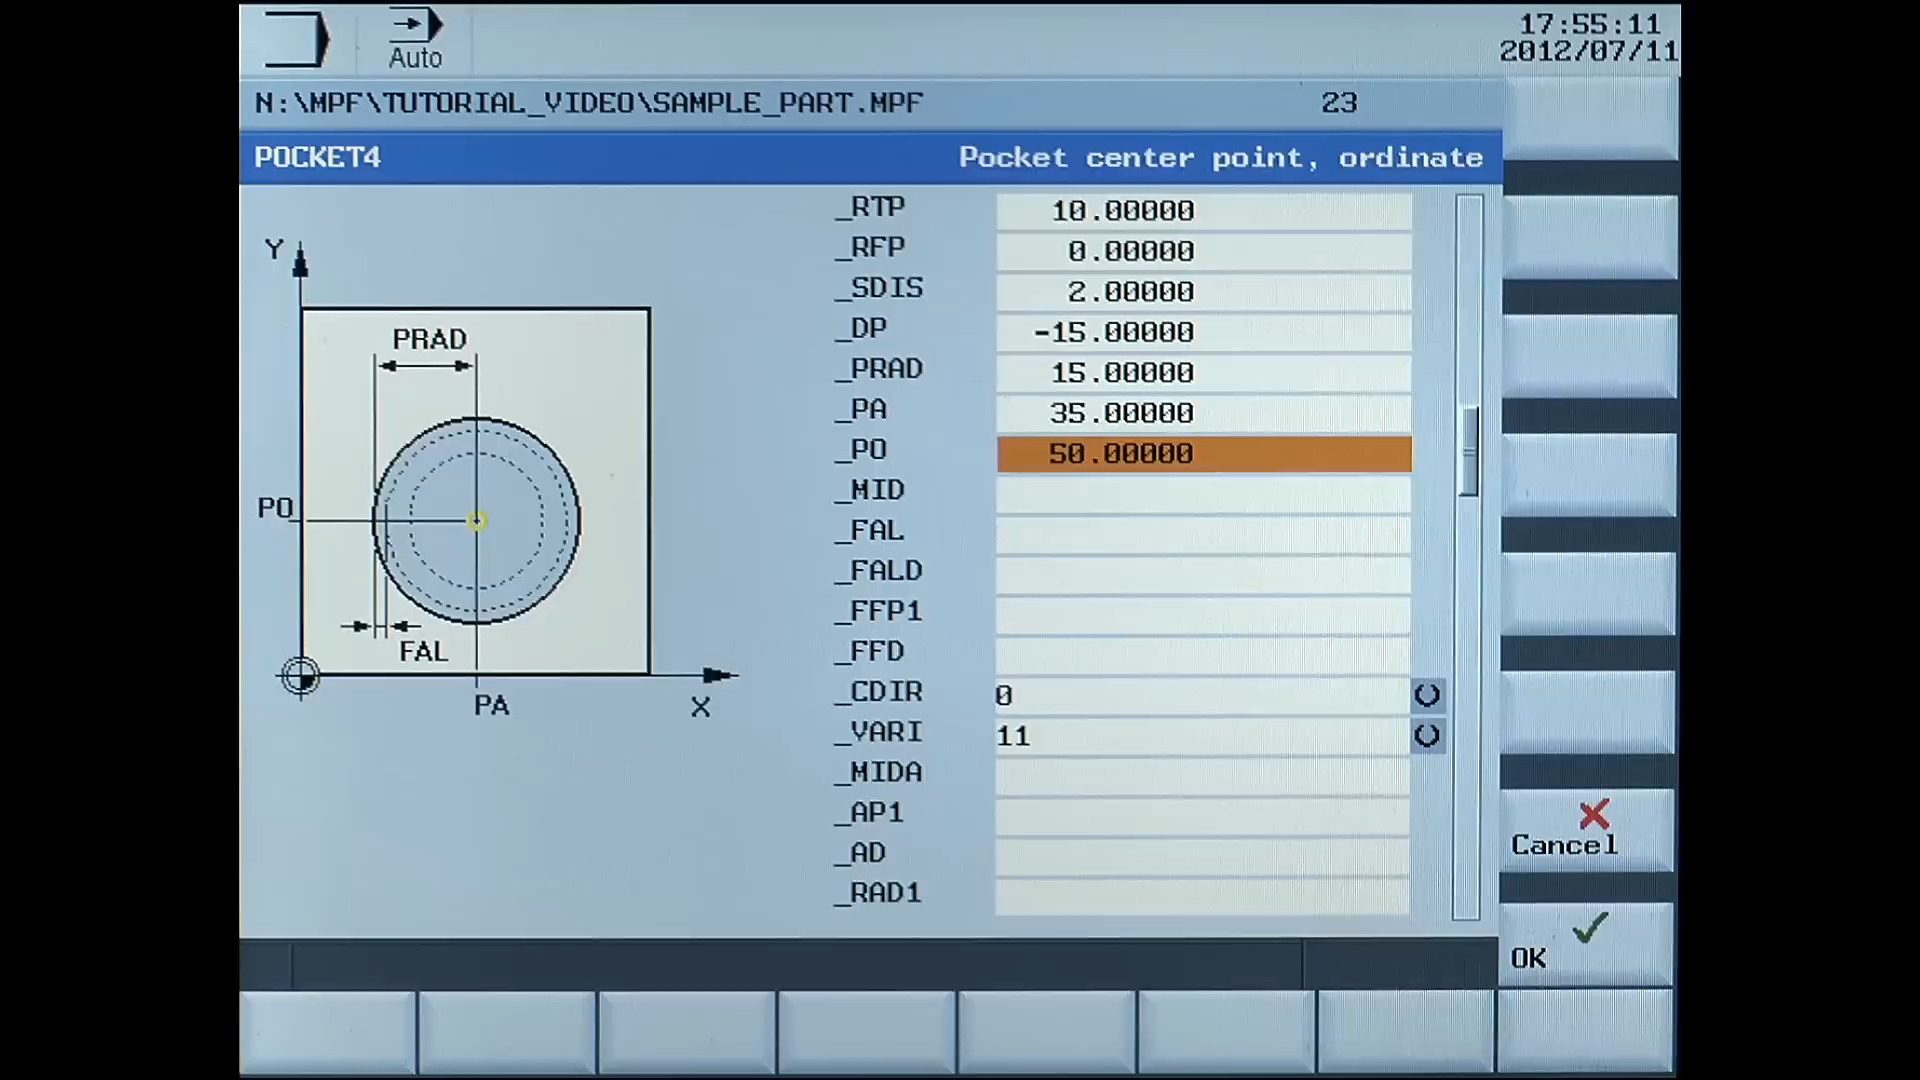 17:55:11
Auto
2012/07/11
N:\MPF\TUTORIAL_VIDEO\SAMPLE_PART.MPF 23
POCKET4 Pocket center point, ordinate
_RTP 10.00000
_RFP 0.00000
_SDIS 2.00000
_DP -15.00000
_PRAD 15.00000
_PA 35.00000
_PO 50.00000
_MID
_FAL
_FALD
_FFP1
_FFD
_CDIR 0
_VARI 11
_MIDA
_AP1
_AD
_RAD1
Y
PRAD
PO
FAL
PA X
Cancel
OK